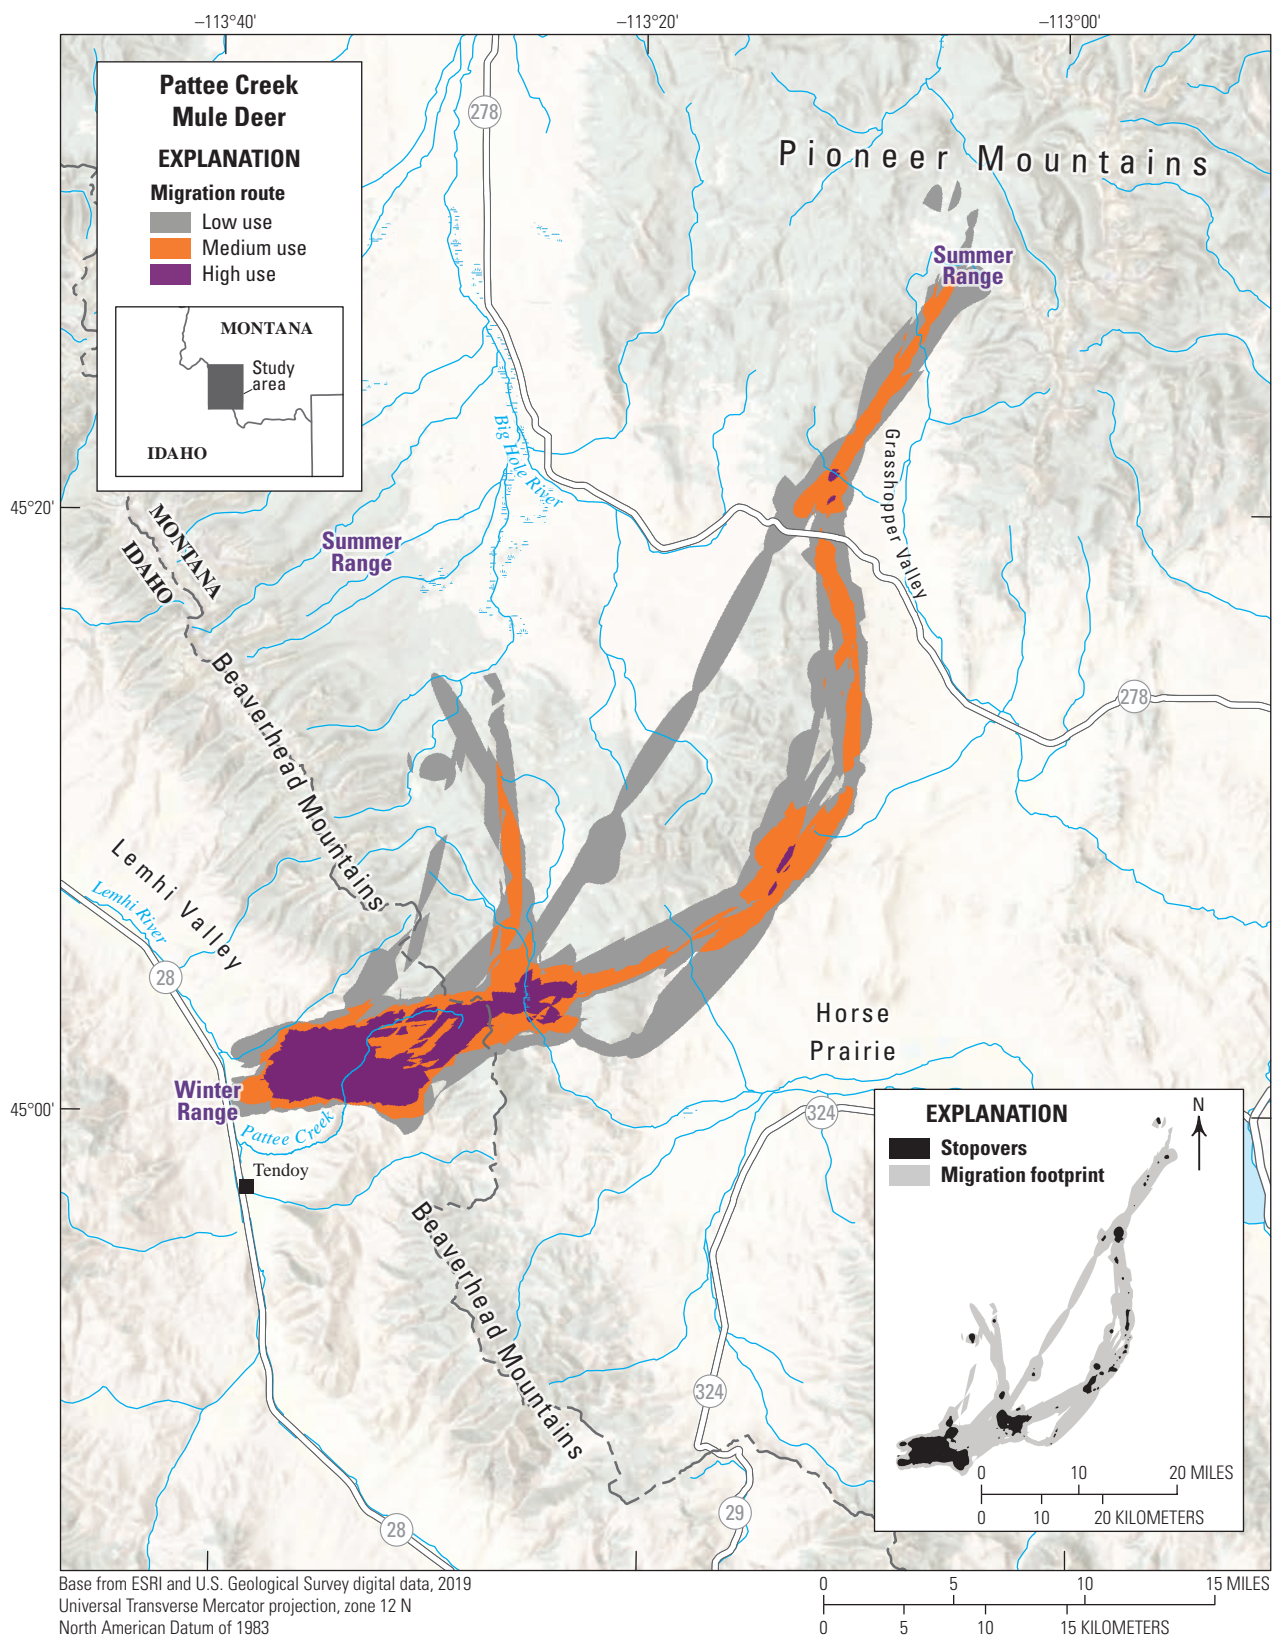 –113°40'
–113°20'
–113°00'
Pattee Creek
Mule Deer
EXPLANATION
Migration route
Low use
Medium use
High use
MONTANA
Study
area
IDAHO
278
Pioneer Mountains
Summer
Range
Big Hole River
Grasshopper Valley
45°20'
MONTANA
IDAHO
Summer
Range
Beaverhead Mountains
278
Lemhi Valley
Lemhi River
28
Horse
Prairie
Winter
Range
45°00'
Pattee Creek
324
Tendoy
Beaverhead Mountains
324
29
28
EXPLANATION
N
Stopovers
Migration footprint
0 10 20 MILES
0 10 20 KILOMETERS
Base from ESRI and U.S. Geological Survey digital data, 2019
Universal Transverse Mercator projection, zone 12 N
North American Datum of 1983
0 5 10 15 MILES
0 5 10 15 KILOMETERS